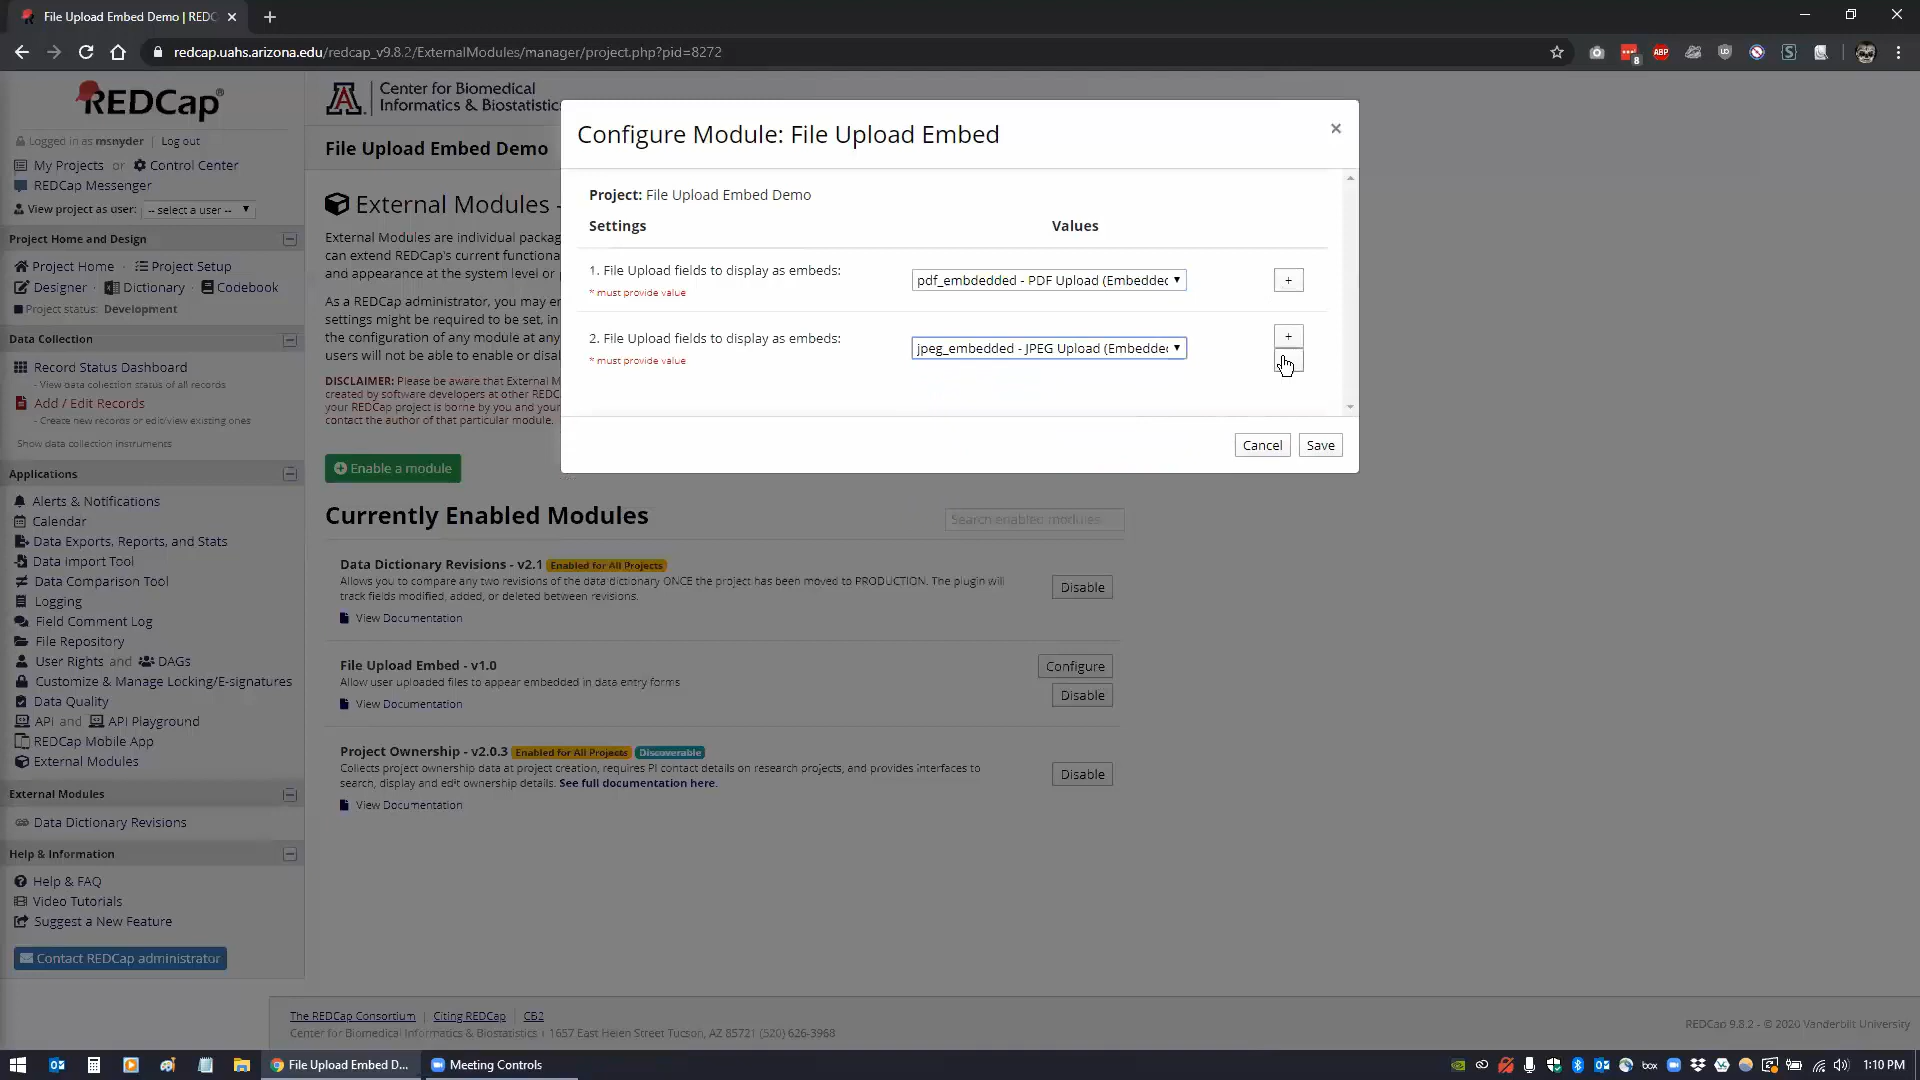 File Upload Embed Demo | REDC
redcap.uahs.arizona.edu/redcap_v9.8.2/ExternalModules/manager/project.php?pid=8272
8
ABP
REDCap
Logged in as msnyder | Log out
My Projects or Control Center
REDCap Messenger
View project as user: -- select a user --
Project Home and Design
Project Home · Project Setup
Designer · Dictionary · Codebook
Project status: Development
Data Collection
Record Status Dashboard
- View data collection status of all records
Add / Edit Records
- Create new records or edit/view existing ones
Show data collection instruments
Applications
Alerts & Notifications
Calendar
Data Exports, Reports, and Stats
Data Import Tool
Data Comparison Tool
Logging
Field Comment Log
File Repository
User Rights and DAGs
Customize & Manage Locking/E-signatures
Data Quality
API and API Playground
REDCap Mobile App
External Modules
External Modules
Data Dictionary Revisions
Help & Information
Help & FAQ
Video Tutorials
Suggest a New Feature
Contact REDCap administrator
Center for Biomedical
Informatics & Biostatistic
File Upload Embed Demo
External Modules -
External Modules are individual packag
can extend REDCap's current functiona
and appearance at the system level or
As a REDCap administrator, you may en
settings might be required to be set, in
the configuration of any module at any
users will not be able to enable or disa
DISCLAIMER: Please be aware that External M
created by software developers at other REDC
your REDCap project is borne by you and your
contact the author of that particular module.
Enable a module
Configure Module: File Upload Embed
×
Project: File Upload Embed Demo
Settings
Values
1. File Upload fields to display as embeds:
* must provide value
pdf_embdedded - PDF Upload (Embeddec
+
2. File Upload fields to display as embeds:
* must provide value
jpeg_embedded - JPEG Upload (Embeddec
+
Cancel
Save
Currently Enabled Modules
Search enabled modules
Data Dictionary Revisions - v2.1 Enabled for All Projects
Allows you to compare any two revisions of the data dictionary ONCE the project has been moved to PRODUCTION. The plugin will
track fields modified, added, or deleted between revisions.
View Documentation
Disable
File Upload Embed - v1.0
Allow user uploaded files to appear embedded in data entry forms
View Documentation
Configure
Disable
Project Ownership - v2.0.3 Enabled for All Projects Discoverable
Collects project ownership data at project creation, requires PI contact details on research projects, and provides interfaces to
search, display and edit ownership details. See full documentation here.
View Documentation
Disable
The REDCap Consortium | Citing REDCap | CB2
Center for Biomedical Informatics & Biostatistics | 1657 East Helen Street Tucson, AZ 85721 (520) 626-3968
REDCap 9.8.2 - © 2020 Vanderbilt University
File Upload Embed D...
Meeting Controls
box
1:10 PM